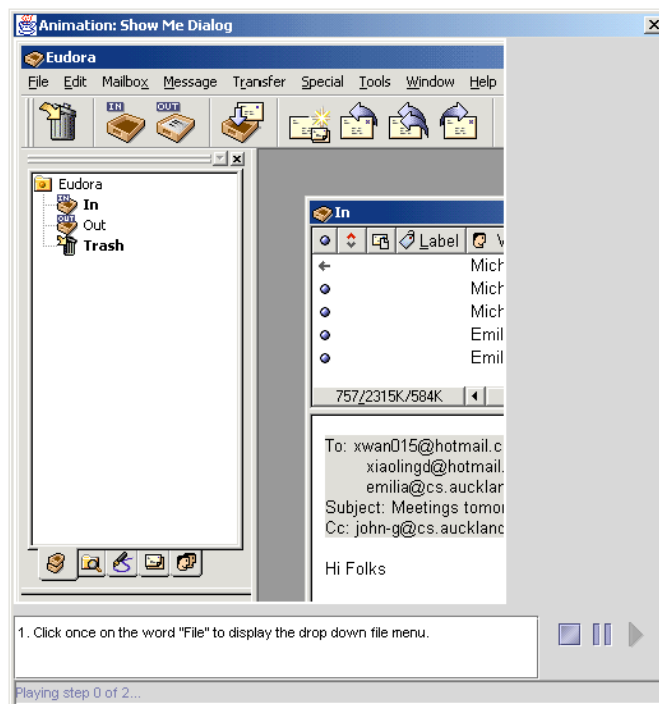 Animation: Show Me Dialog
Eudora
File Edit Mailbox Message Transfer Special Tools Window Help
IN OUT
Eudora
In
Out
Trash
In
Label
Mich
Mich
Mich
Emil
Emil
757/2315K/584K
To: xwan015@hotmail.c
xiaolingd@hotmail.
emilia@cs.aucklar
Subject: Meetings tomor
Cc: john-g@cs.aucklanc
Hi Folks
1. Click once on the word "File" to display the drop down file menu.
Playing step 0 of 2...